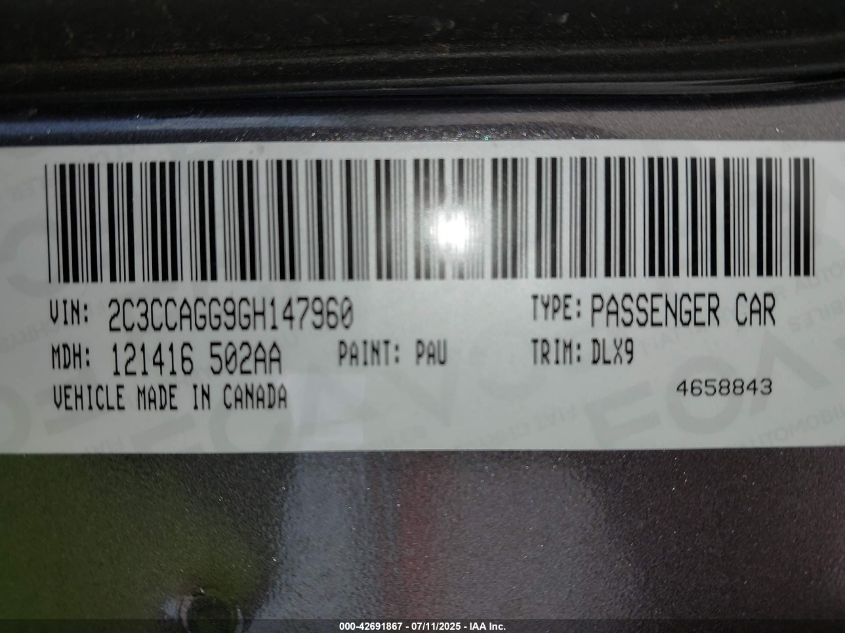 VIN: 2C3CCAGG9GH147960 TYPE: PASSENGER CAR
MDH: 121416 502AA PAINT: PAU TRIM: DLX9
VEHICLE MADE IN CANADA 4658843
000-42691867 - 07/11/2025 - IAA Inc.